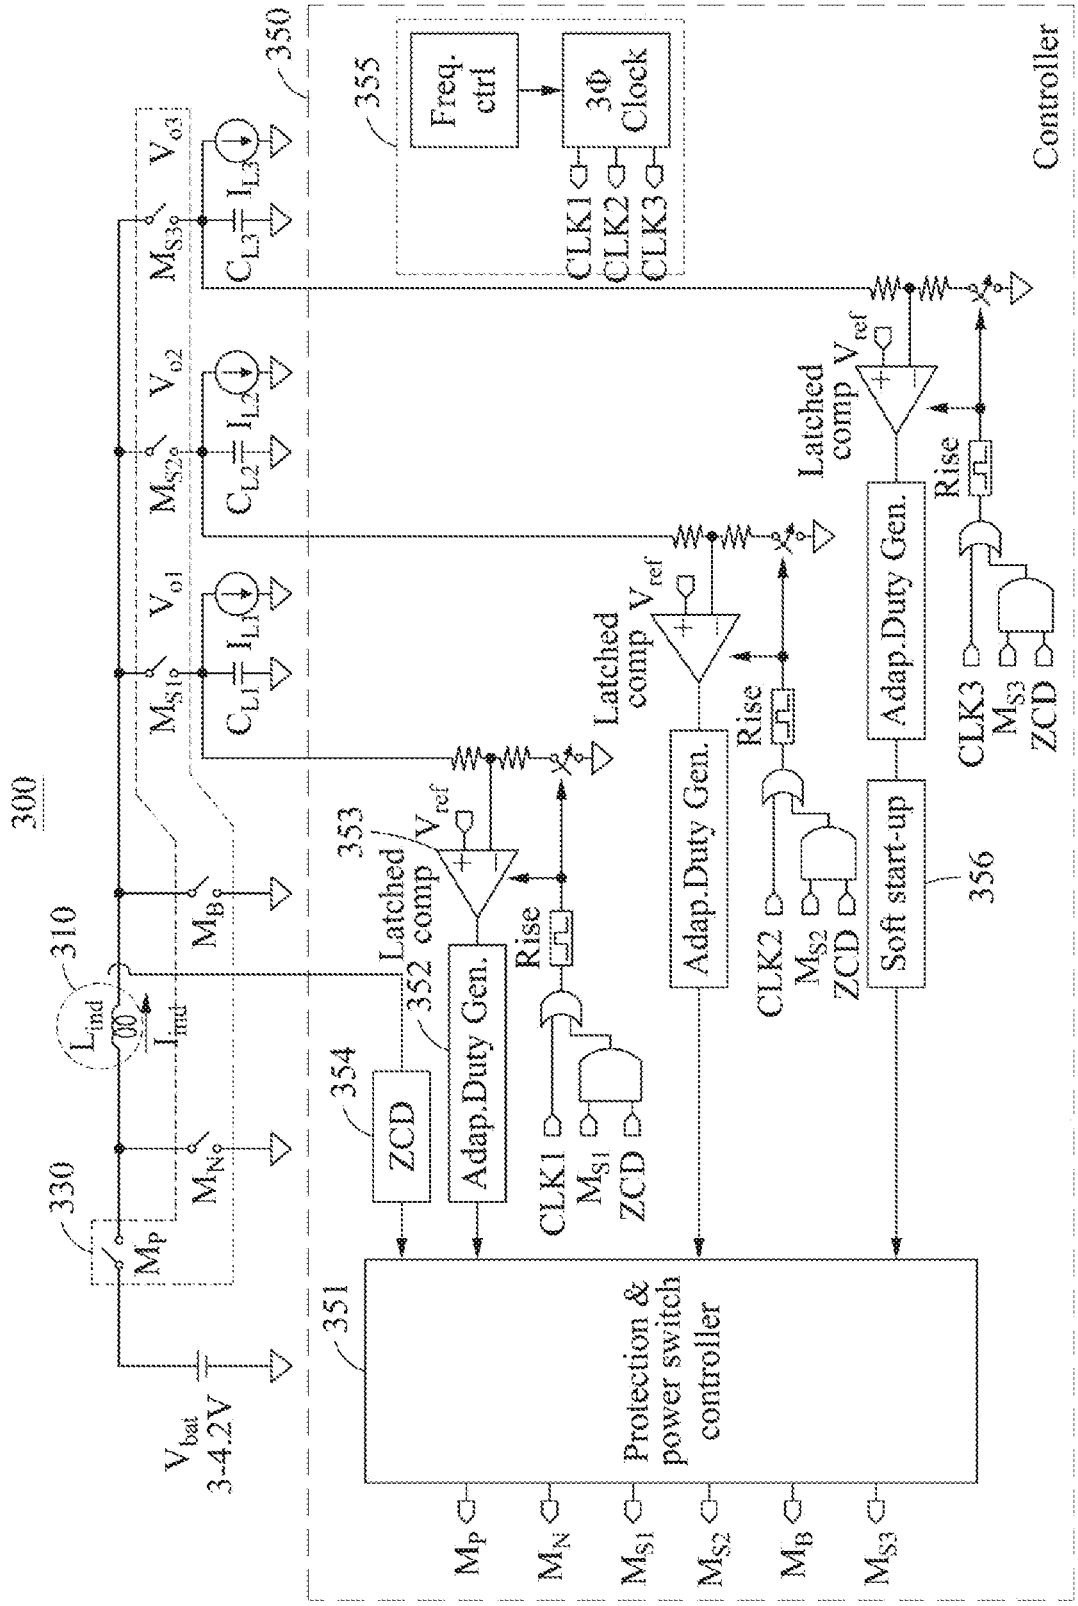 300
310
330
350
V_bat
3-4.2V
M_P
M_N
L_ind
I_ind
M_B
M_S1
V_o1
C_L1
I_L1
M_S2
V_o2
C_L2
I_L2
M_S3
V_o3
C_L3
I_L3
351
Protection &
power switch
controller
M_P
M_N
M_S1
M_S2
M_B
M_S3
354
ZCD
352
Adap.Duty Gen.
353
Latched
comp
V_ref
Rise
CLK1
M_S1
ZCD
Adap.Duty Gen.
Latched
comp
V_ref
Rise
CLK2
M_S2
ZCD
Soft start-up
356
Adap.Duty Gen.
Latched
comp
V_ref
Rise
CLK3
M_S3
ZCD
355
Freq.
ctrl
3Φ
Clock
CLK1
CLK2
CLK3
Controller